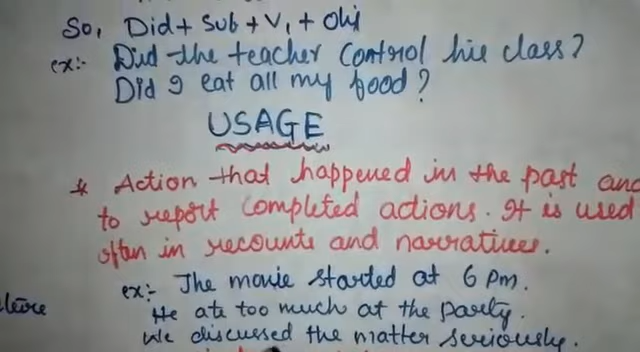 So, Did + Sub + V1 + Obj
ex:- Did the teacher control his class?
Did I eat all my food?
USAGE
* Action that happened in the past and
to report completed actions. It is used
often in recounts and narratives.
ex:- The movie started at 6 pm.
He ate too much at the party.
We discussed the matter seriously.